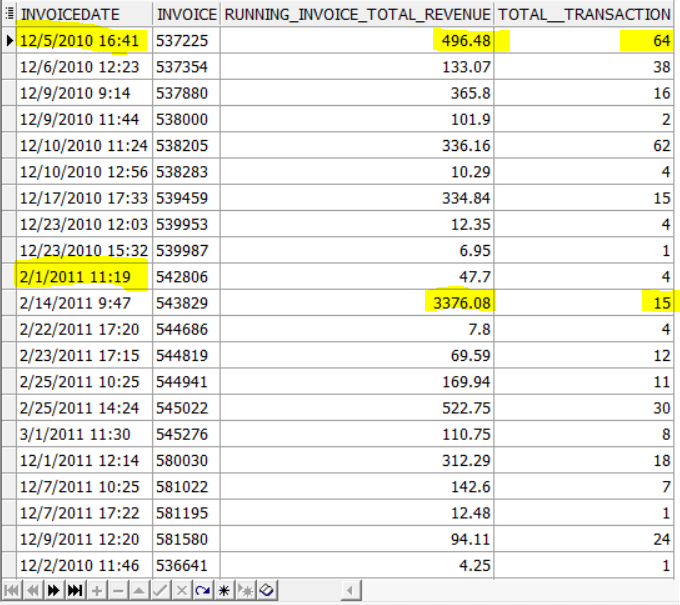 INVOICEDATE INVOICE RUNNING_INVOICE_TOTAL_REVENUE TOTAL__TRANSACTION
12/5/2010 16:41 537225 496.48 64
12/6/2010 12:23 537354 133.07 38
12/9/2010 9:14 537880 365.8 16
12/9/2010 11:44 538000 101.9 2
12/10/2010 11:24 538205 336.16 62
12/10/2010 12:56 538283 10.29 4
12/17/2010 17:33 539459 334.84 15
12/23/2010 12:03 539953 12.35 4
12/23/2010 15:32 539987 6.95 1
2/1/2011 11:19 542806 47.7 4
2/14/2011 9:47 543829 3376.08 15
2/22/2011 17:20 544686 7.8 4
2/23/2011 17:15 544819 69.59 12
2/25/2011 10:25 544941 169.94 11
2/25/2011 14:24 545022 522.75 30
3/1/2011 11:30 545276 110.75 8
12/1/2011 12:14 580030 312.29 18
12/7/2011 10:25 581022 142.6 7
12/7/2011 17:22 581195 12.48 1
12/9/2011 12:20 581580 94.11 24
12/2/2010 11:46 536641 4.25 1